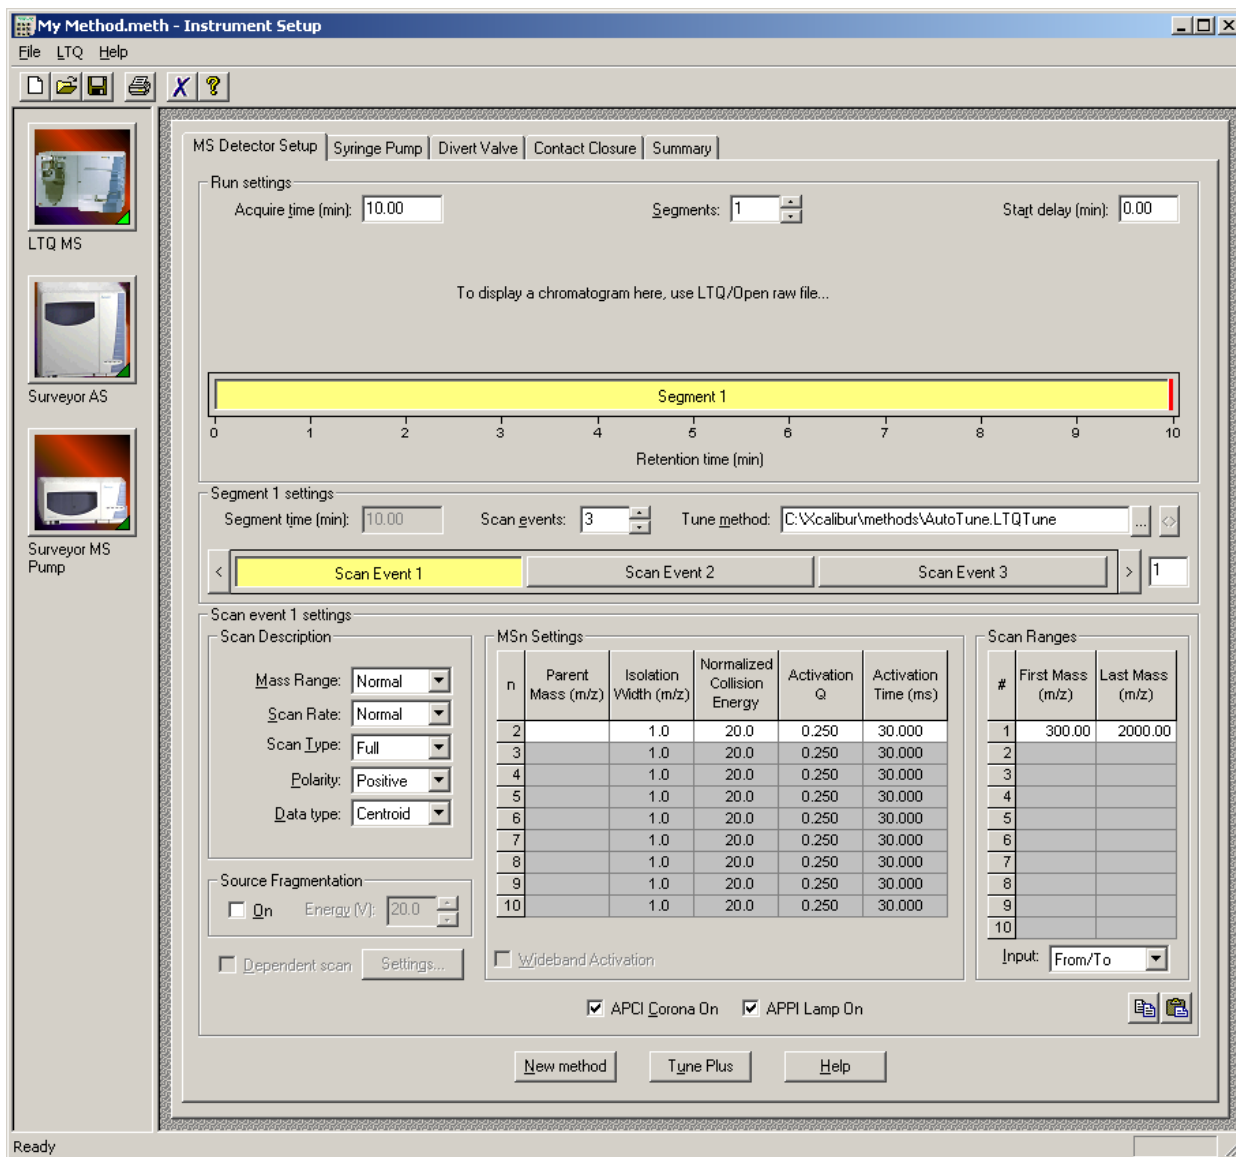 My Method.meth - Instrument Setup
File LTQ Help
LTQ MS
Surveyor AS
Surveyor MS
Pump
MS Detector Setup Syringe Pump Divert Valve Contact Closure Summary
Run settings
Acquire time (min): 10.00 Segments: 1 Start delay (min): 0.00
To display a chromatogram here, use LTQ/Open raw file...
Segment 1
0 1 2 3 4 5 6 7 8 9 10
Retention time (min)
Segment 1 settings
Segment time (min): 10.00 Scan events: 3 Tune method: C:\Xcalibur\methods\AutoTune.LTQTune ... <>
< Scan Event 1 Scan Event 2 Scan Event 3 > 1
Scan event 1 settings
Scan Description
Mass Range: Normal
Scan Rate: Normal
Scan Type: Full
Polarity: Positive
Data type: Centroid
Source Fragmentation
On Energy (V): 20.0
Dependent scan Settings...
MSn Settings
n Parent Mass (m/z) Isolation Width (m/z) Normalized Collision Energy Activation Q Activation Time (ms)
2 1.0 20.0 0.250 30.000
3 1.0 20.0 0.250 30.000
4 1.0 20.0 0.250 30.000
5 1.0 20.0 0.250 30.000
6 1.0 20.0 0.250 30.000
7 1.0 20.0 0.250 30.000
8 1.0 20.0 0.250 30.000
9 1.0 20.0 0.250 30.000
10 1.0 20.0 0.250 30.000
Wideband Activation
Scan Ranges
# First Mass (m/z) Last Mass (m/z)
1 300.00 2000.00
2
3
4
5
6
7
8
9
10
Input: From/To
APCI Corona On APPI Lamp On
New method Tune Plus Help
Ready